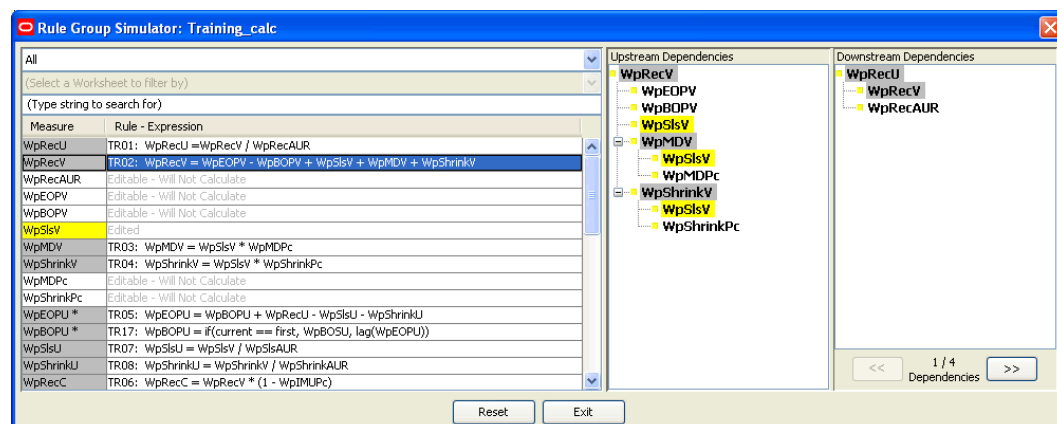 Rule Group Simulator: Training_calc
All
(Select a Worksheet to filter by)
(Type string to search for)
Measure Rule - Expression
WpRecU TR01: WpRecU =WpRecV / WpRecAUR
WpRecV TR02: WpRecV = WpEOPV - WpBOPV + WpSlsV + WpMDV + WpShrinkV
WpRecAUR Editable - Will Not Calculate
WpEOPV Editable - Will Not Calculate
WpBOPV Editable - Will Not Calculate
WpSlsV Edited
WpMDV TR03: WpMDV = WpSlsV * WpMDPc
WpShrinkV TR04: WpShrinkV = WpSlsV * WpShrinkPc
WpMDPc Editable - Will Not Calculate
WpShrinkPc Editable - Will Not Calculate
WpEOPU * TR05: WpEOPU = WpBOPU + WpRecU - WpSlsU - WpShrinkU
WpBOPU * TR17: WpBOPU = if(current == first, WpBOSU, lag(WpEOPU))
WpSlsU TR07: WpSlsU = WpSlsV / WpSlsAUR
WpShrinkU TR08: WpShrinkU = WpShrinkV / WpShrinkAUR
WpRecC TR06: WpRecC = WpRecV * (1 - WpIMUPc)
Upstream Dependencies
WpRecV
WpEOPV
WpBOPV
WpSlsV
WpMDV
WpSlsV
WpMDPc
WpShrinkV
WpSlsV
WpShrinkPc
Downstream Dependencies
WpRecU
WpRecV
WpRecAUR
<< 1 / 4 >>
Dependencies
Reset Exit